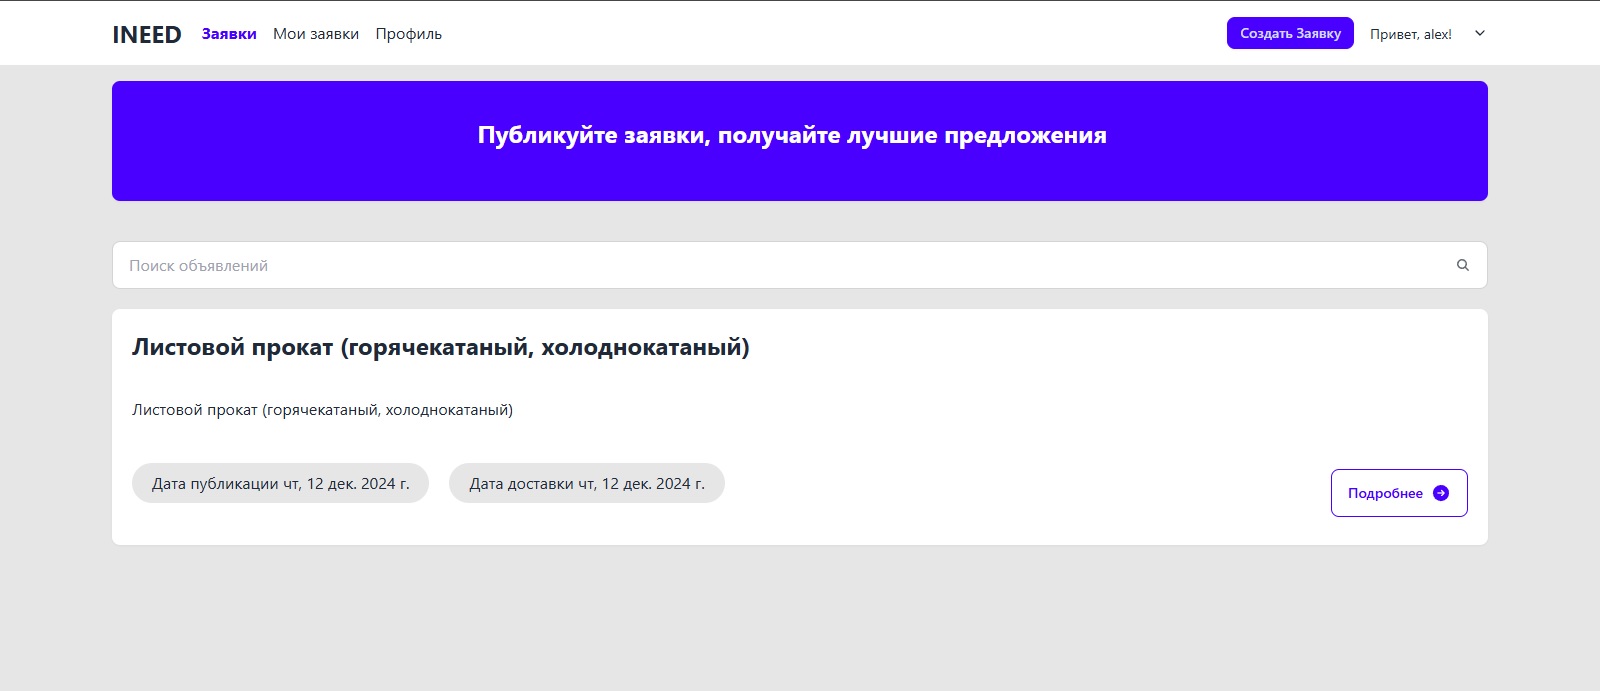 INEED Заявки Мои заявки Профиль Создать Заявку Привет, alex!
Публикуйте заявки, получайте лучшие предложения
Поиск объявлений
Листовой прокат (горячекатаный, холоднокатаный)
Листовой прокат (горячекатаный, холоднокатаный)
Дата публикации чт, 12 дек. 2024 г. Дата доставки чт, 12 дек. 2024 г. Подробнее